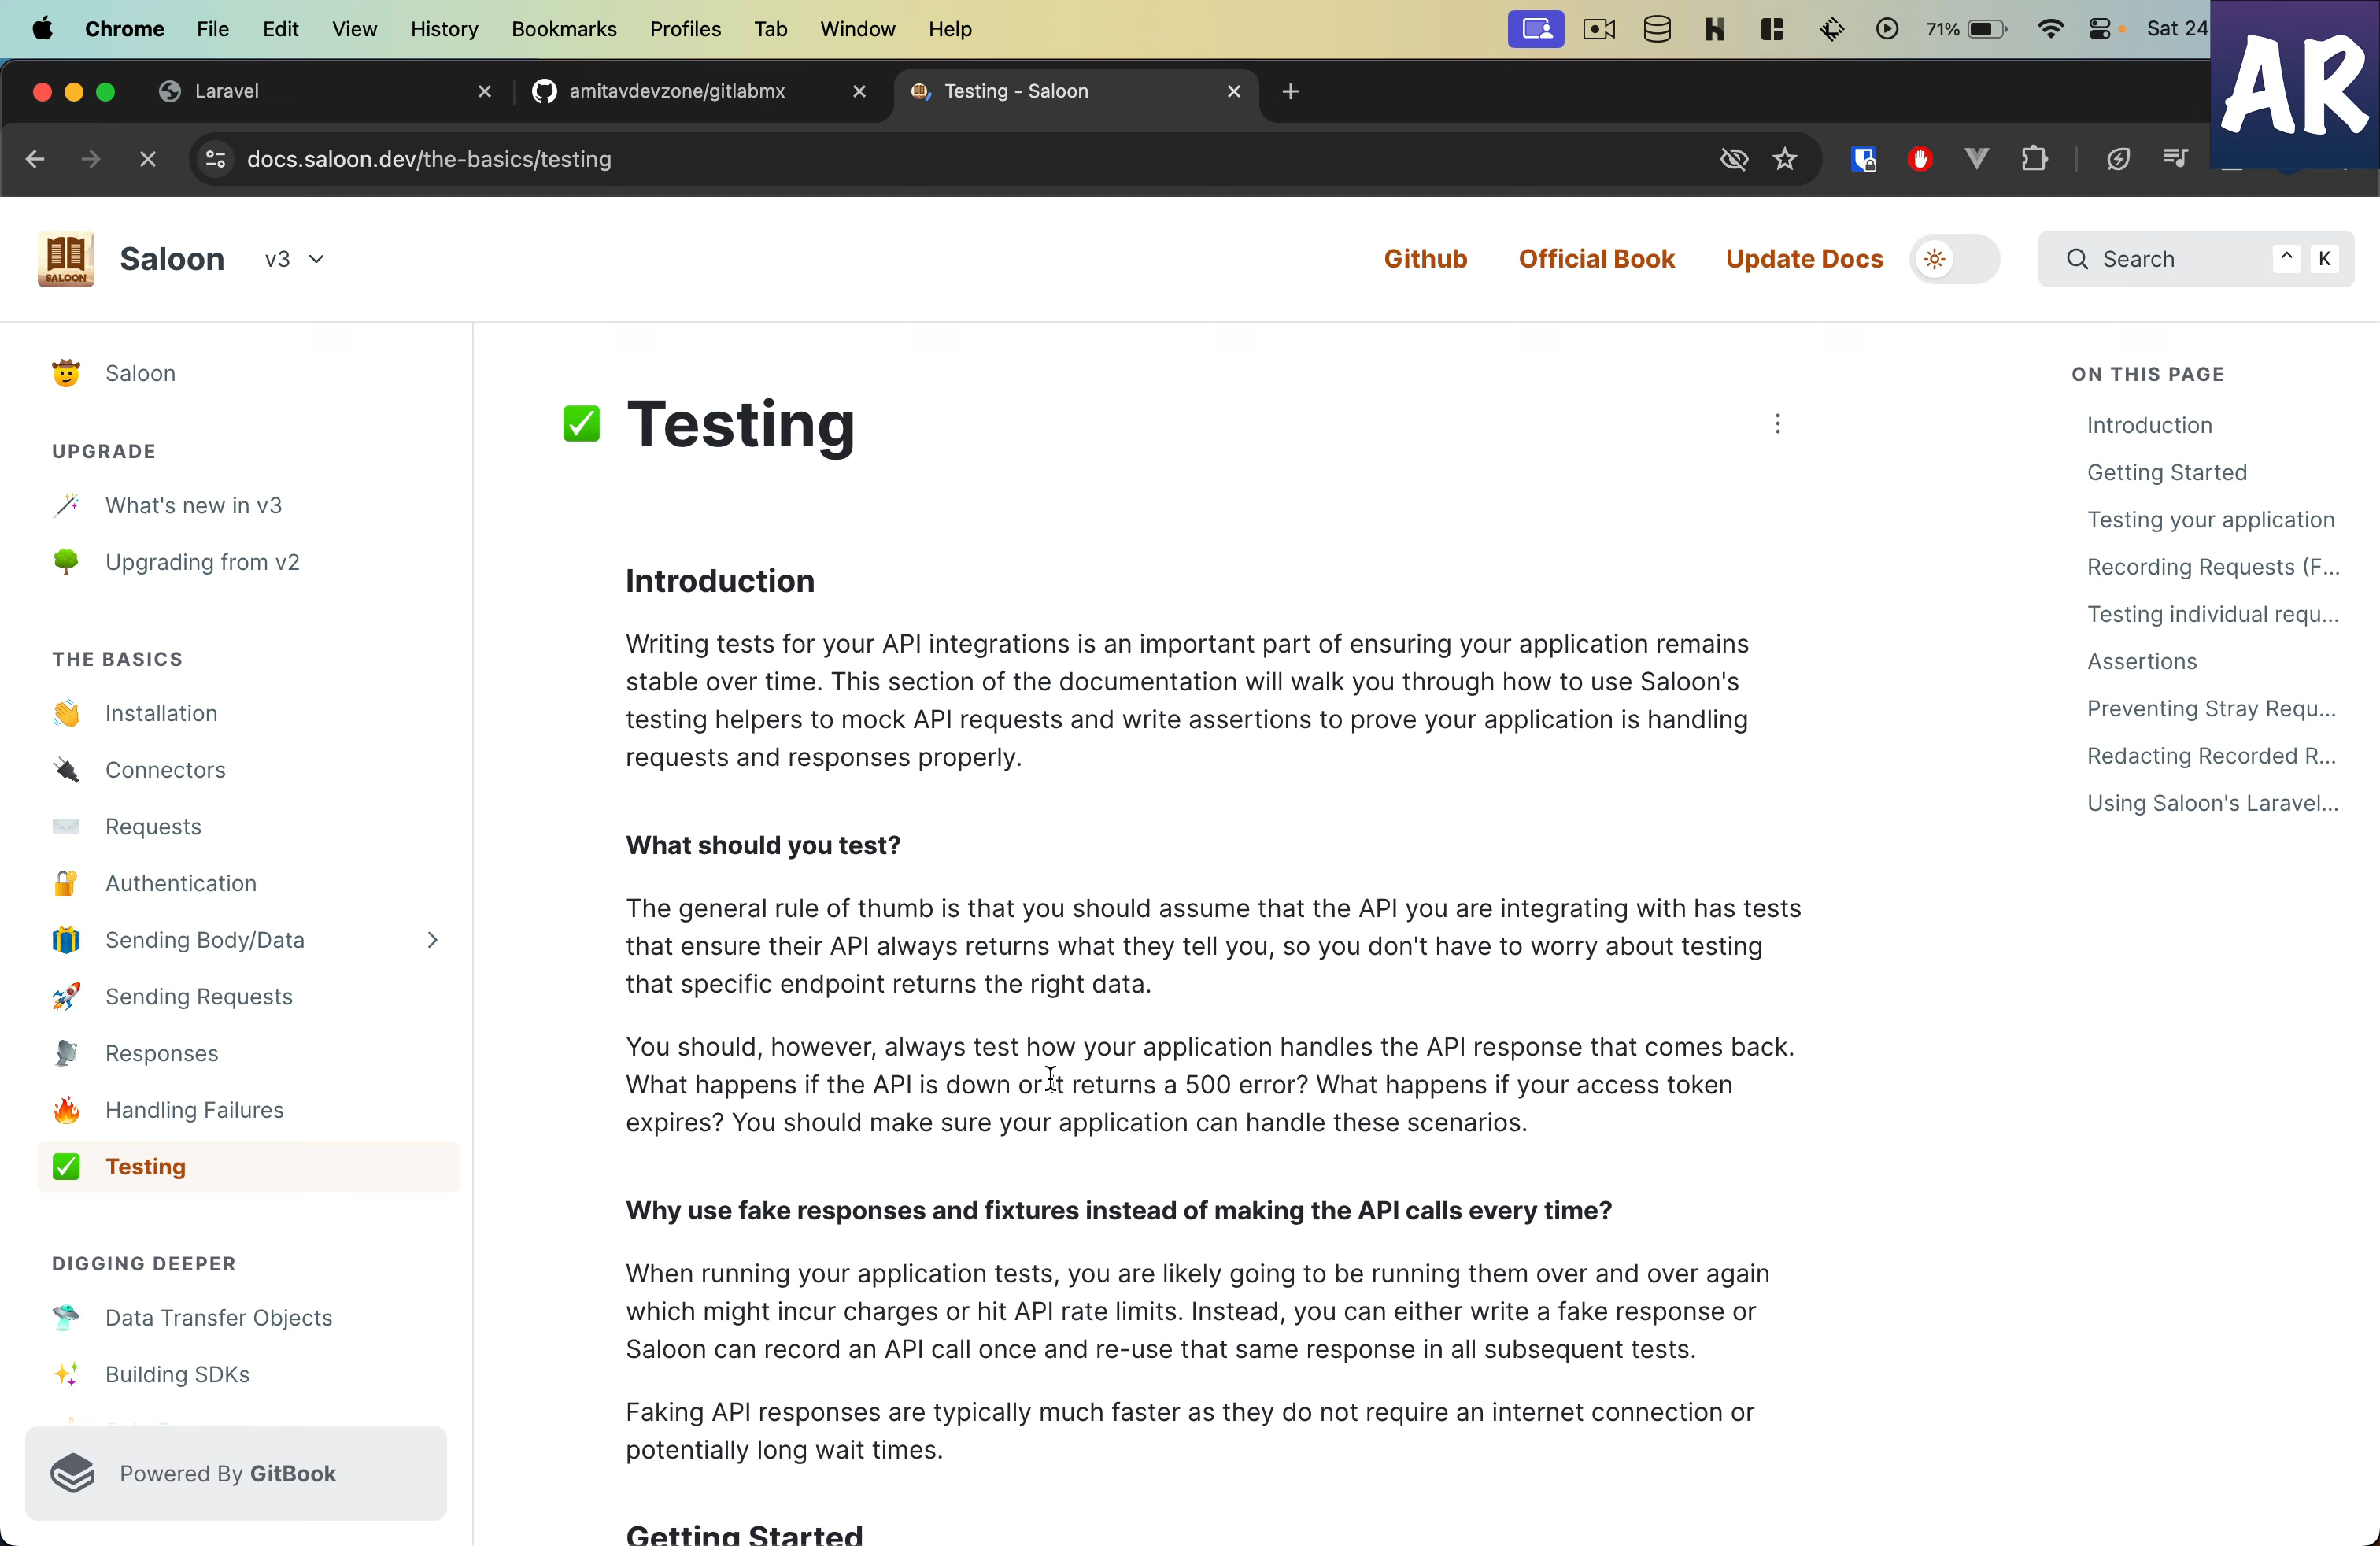 Chrome File Edit View History Bookmarks Profiles Tab Window Help 71% Sat 24
AR
Laravel
amitavdevzone/gitlabmx
Testing - Saloon
docs.saloon.dev/the-basics/testing
SALOON
Saloon v3
Github Official Book Update Docs
Search ^ K
Saloon
UPGRADE
What's new in v3
Upgrading from v2
THE BASICS
Installation
Connectors
Requests
Authentication
Sending Body/Data
Sending Requests
Responses
Handling Failures
Testing
DIGGING DEEPER
Data Transfer Objects
Building SDKs
Powered By GitBook
Testing
Introduction
Writing tests for your API integrations is an important part of ensuring your application remains
stable over time. This section of the documentation will walk you through how to use Saloon's
testing helpers to mock API requests and write assertions to prove your application is handling
requests and responses properly.
What should you test?
The general rule of thumb is that you should assume that the API you are integrating with has tests
that ensure their API always returns what they tell you, so you don't have to worry about testing
that specific endpoint returns the right data.
You should, however, always test how your application handles the API response that comes back.
What happens if the API is down or it returns a 500 error? What happens if your access token
expires? You should make sure your application can handle these scenarios.
Why use fake responses and fixtures instead of making the API calls every time?
When running your application tests, you are likely going to be running them over and over again
which might incur charges or hit API rate limits. Instead, you can either write a fake response or
Saloon can record an API call once and re-use that same response in all subsequent tests.
Faking API responses are typically much faster as they do not require an internet connection or
potentially long wait times.
Getting Started
ON THIS PAGE
Introduction
Getting Started
Testing your application
Recording Requests (F...
Testing individual requ...
Assertions
Preventing Stray Requ...
Redacting Recorded R...
Using Saloon's Laravel...